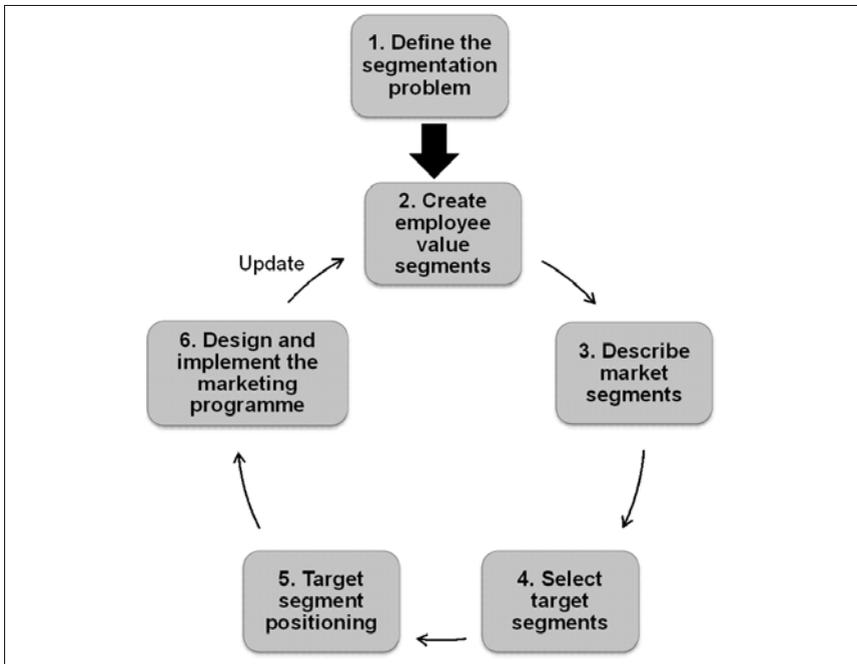 1. Define the
segmentation
problem
2. Create
employee
value
segments
Update
3. Describe
market
segments
4. Select
target
segments
5. Target
segment
positioning
6. Design and
implement the
marketing
programme